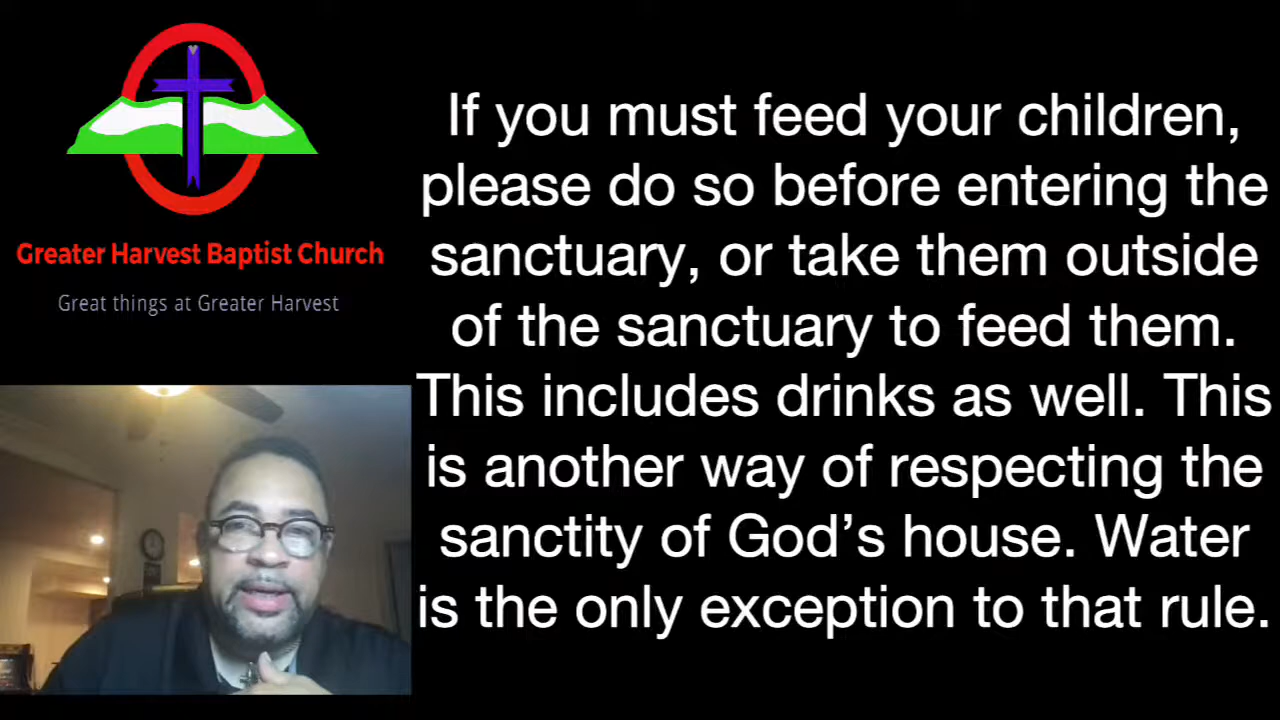 Greater Harvest Baptist Church
Great things at Greater Harvest
If you must feed your children,
please do so before entering the
sanctuary, or take them outside
of the sanctuary to feed them.
This includes drinks as well. This
is another way of respecting the
sanctity of God’s house. Water
is the only exception to that rule.